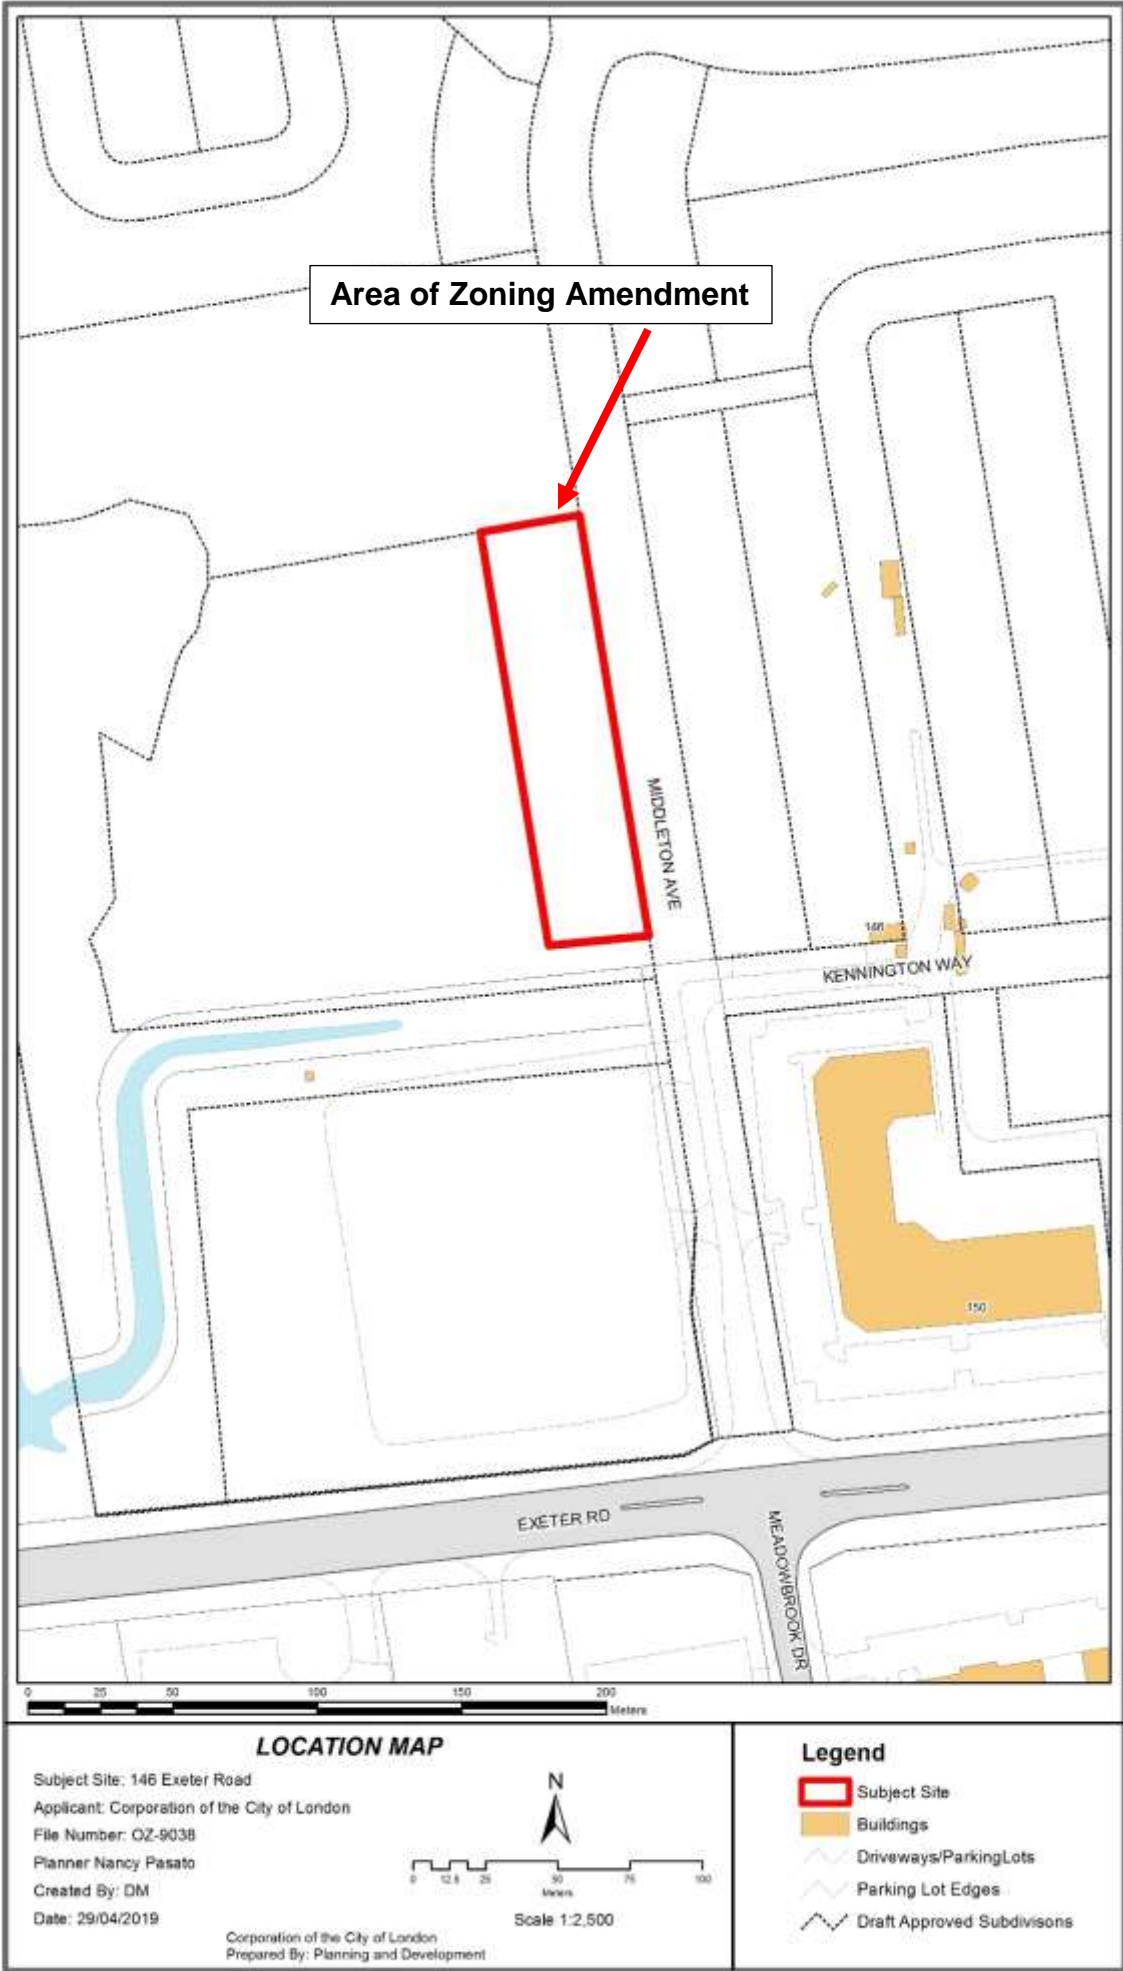 Area of Zoning Amendment
MIDDLETON AVE
146
KENNINGTON WAY
150
EXETER RD
MEADOWBROOK DR
0 25 50 100 150 200
Meters
LOCATION MAP
Subject Site: 146 Exeter Road
Applicant: Corporation of the City of London
File Number: OZ-9038
Planner Nancy Pasato
Created By: DM
Date: 29/04/2019
N
0 12.5 25 50 75 100
Meters
Scale 1:2,500
Corporation of the City of London
Prepared By: Planning and Development
Legend
Subject Site
Buildings
Driveways/ParkingLots
Parking Lot Edges
Draft Approved Subdivisons